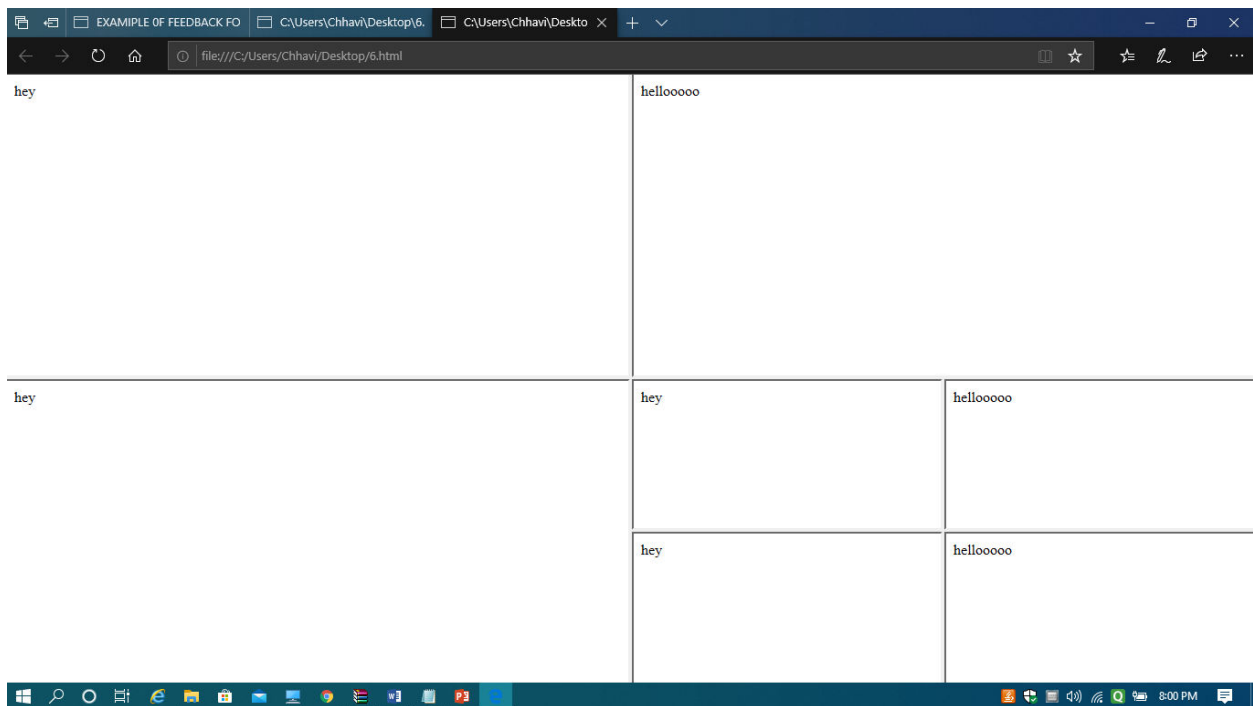 EXAMPLE 0F FEEDBACK FO
C:\Users\Chhavi\Desktop\6.
C:\Users\Chhavi\Deskto
file:///C:/Users/Chhavi/Desktop/6.html
hey
hellooooo
hey
hey
hellooooo
hey
hellooooo
8:00 PM